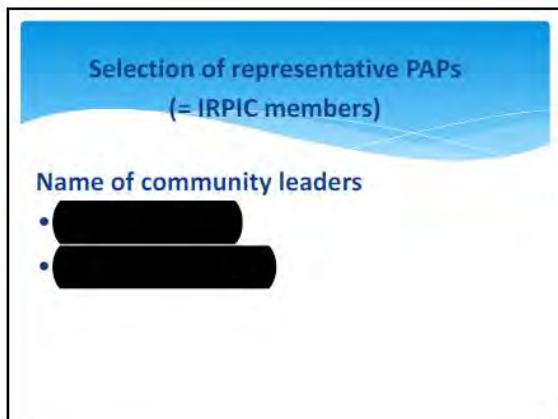 Selection of representative PAPs
(= IRPIC members)
Name of community leaders
•
•